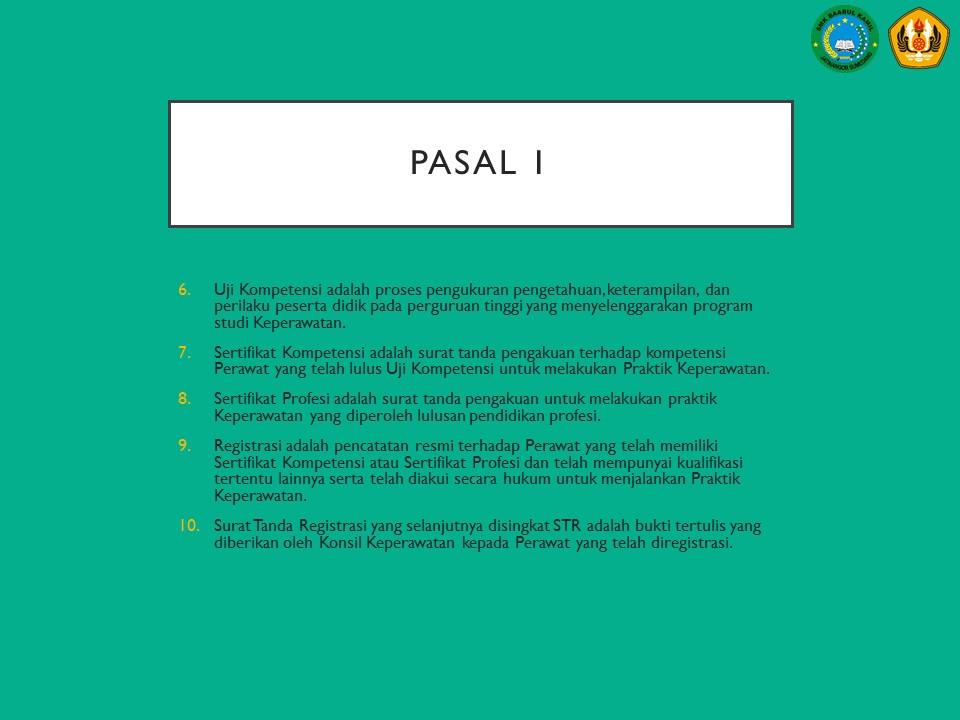 SMK BAABUL KAMIL
JATINANGOR SUMEDANG
PASAL 1
6. Uji Kompetensi adalah proses pengukuran pengetahuan,keterampilan, dan
perilaku peserta didik pada perguruan tinggi yang menyelenggarakan program
studi Keperawatan.
7. Sertifikat Kompetensi adalah surat tanda pengakuan terhadap kompetensi
Perawat yang telah lulus Uji Kompetensi untuk melakukan Praktik Keperawatan.
8. Sertifikat Profesi adalah surat tanda pengakuan untuk melakukan praktik
Keperawatan yang diperoleh lulusan pendidikan profesi.
9. Registrasi adalah pencatatan resmi terhadap Perawat yang telah memiliki
Sertifikat Kompetensi atau Sertifikat Profesi dan telah mempunyai kualifikasi
tertentu lainnya serta telah diakui secara hukum untuk menjalankan Praktik
Keperawatan.
10. Surat Tanda Registrasi yang selanjutnya disingkat STR adalah bukti tertulis yang
diberikan oleh Konsil Keperawatan kepada Perawat yang telah diregistrasi.